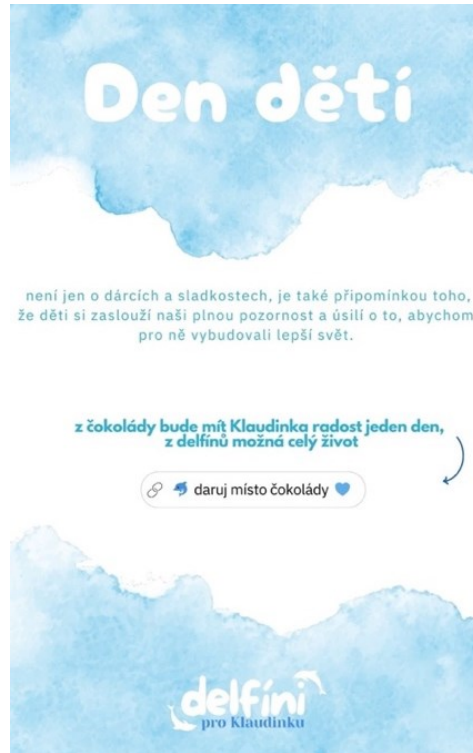 Den dětí
není jen o dárcích a sladkostech, je také připomínkou toho,
že děti si zaslouží naši plnou pozornost a úsilí o to, abychom
pro ně vybudovali lepší svět.
z čokolády bude mít Klaudinka radost jeden den,
z delfínů možná celý život
daruj místo čokolády
delfíni
pro Klaudinku